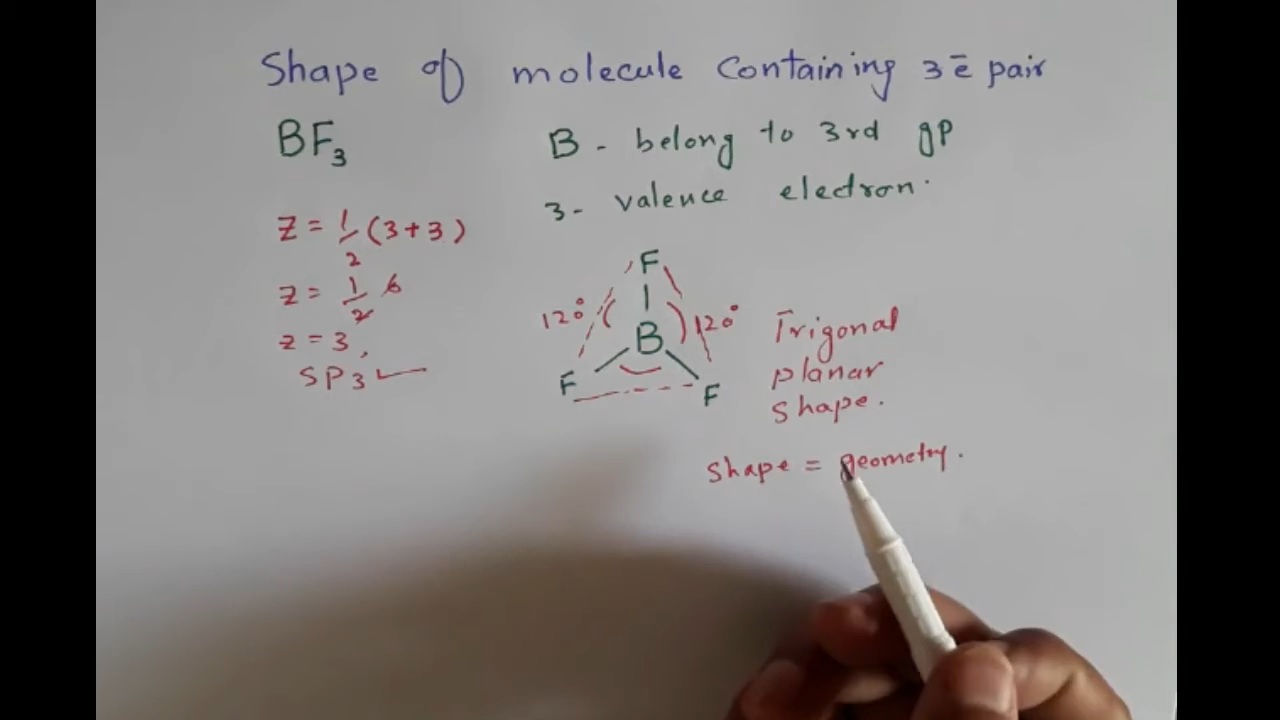 Shape of molecule containing 3 ē pair
BF₃
B - belong to 3rd gp
3 - valence electron.
Z = 1/2 (3+3)
Z = 1/2 6
Z = 3,
SP3
F
120°
B
120°
F
F
Trigonal
planar
shape.
shape = geometry.